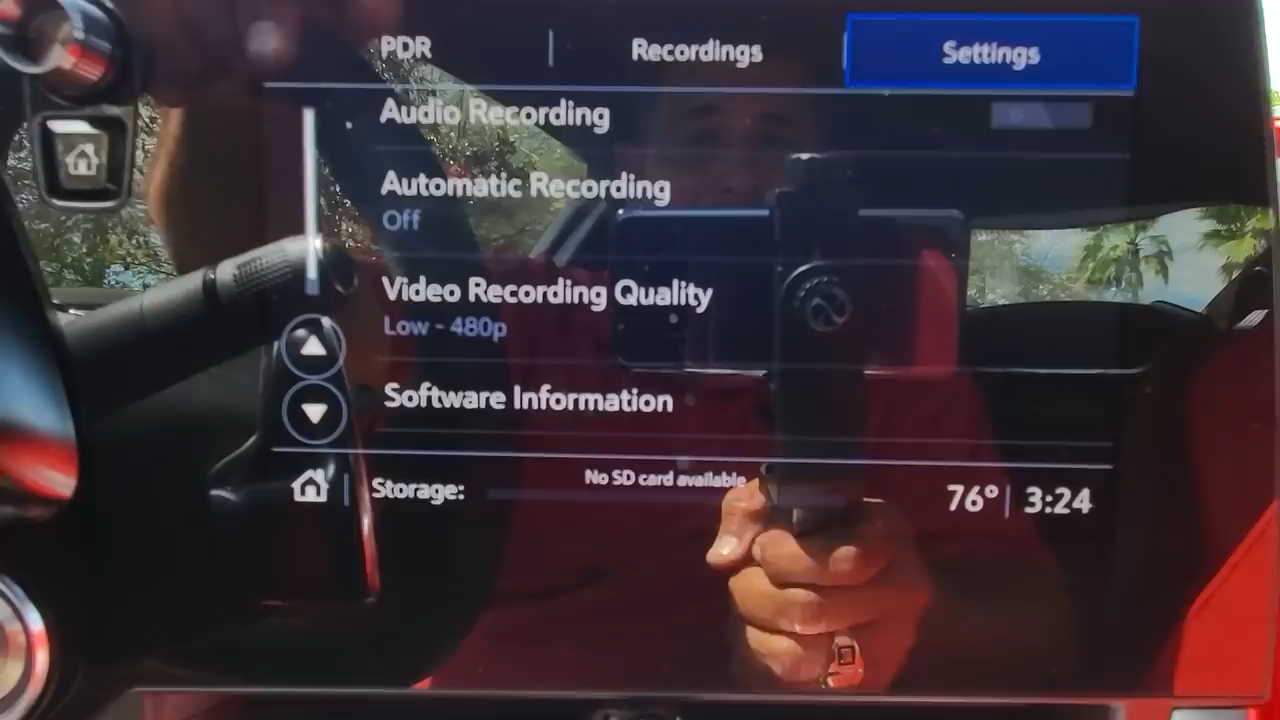 PDR
Recordings
Settings
Audio Recording
Automatic Recording
Off
Video Recording Quality
Low - 480p
Software Information
Storage:
No SD card available
76° | 3:24